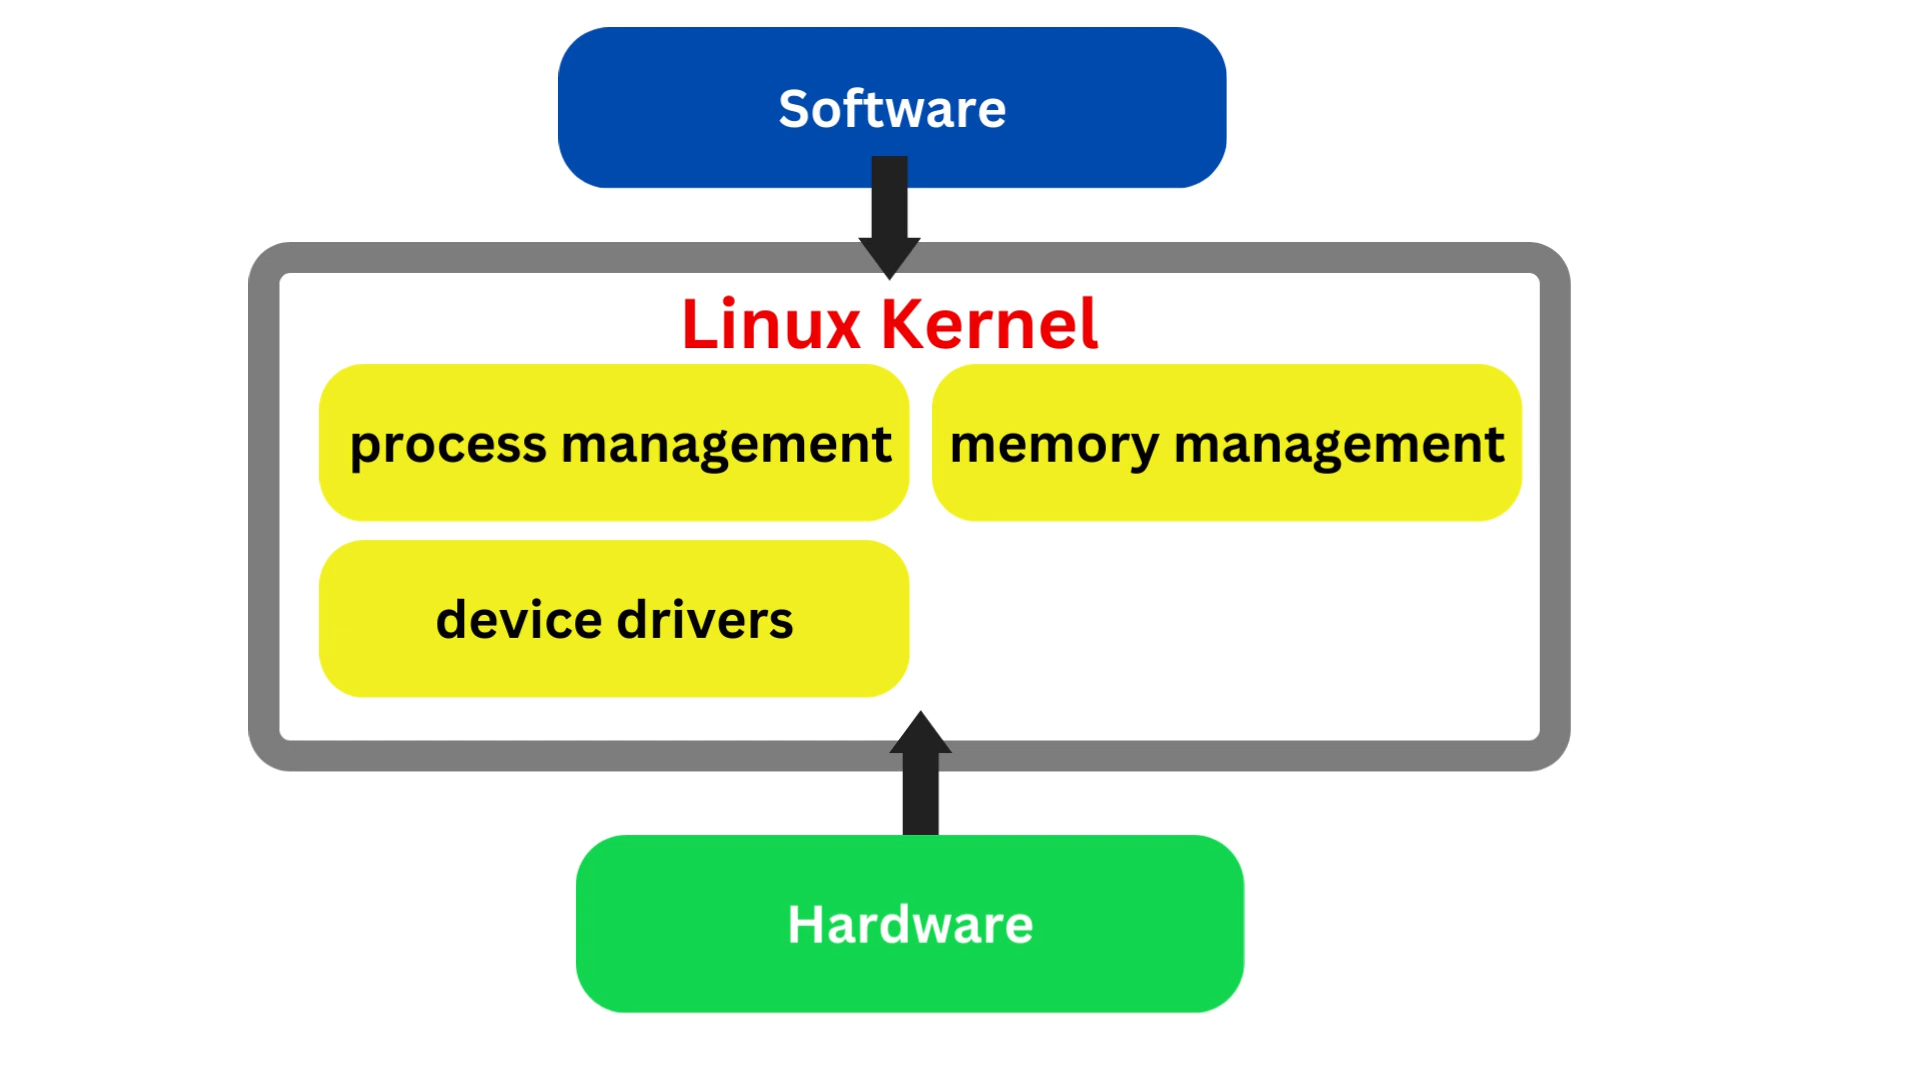 Software
Linux Kernel
process management
memory management
device drivers
Hardware